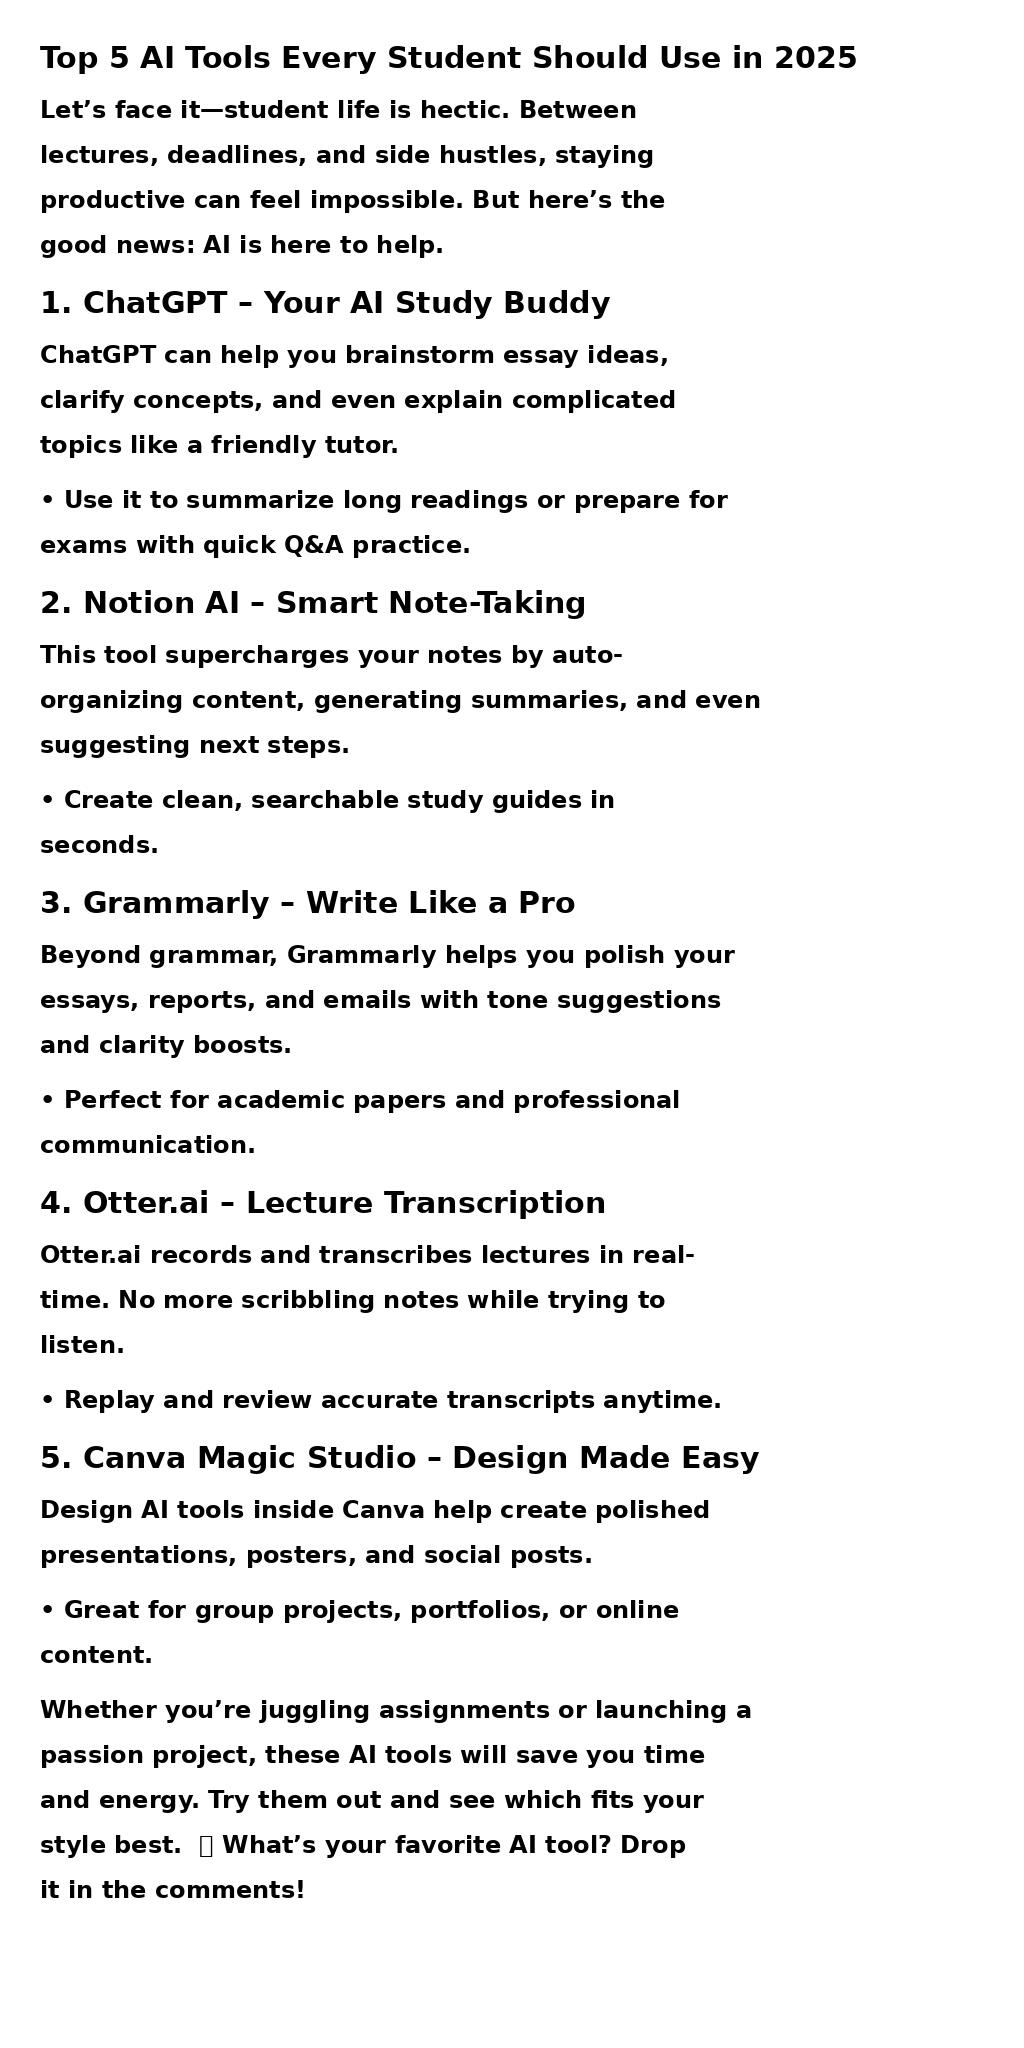 Top 5 AI Tools Every Student Should Use in 2025
Let’s face it—student life is hectic. Between
lectures, deadlines, and side hustles, staying
productive can feel impossible. But here’s the
good news: AI is here to help.
1. ChatGPT – Your AI Study Buddy
ChatGPT can help you brainstorm essay ideas,
clarify concepts, and even explain complicated
topics like a friendly tutor.
• Use it to summarize long readings or prepare for
exams with quick Q&A practice.
2. Notion AI – Smart Note-Taking
This tool supercharges your notes by auto-
organizing content, generating summaries, and even
suggesting next steps.
• Create clean, searchable study guides in
seconds.
3. Grammarly – Write Like a Pro
Beyond grammar, Grammarly helps you polish your
essays, reports, and emails with tone suggestions
and clarity boosts.
• Perfect for academic papers and professional
communication.
4. Otter.ai – Lecture Transcription
Otter.ai records and transcribes lectures in real-
time. No more scribbling notes while trying to
listen.
• Replay and review accurate transcripts anytime.
5. Canva Magic Studio – Design Made Easy
Design AI tools inside Canva help create polished
presentations, posters, and social posts.
• Great for group projects, portfolios, or online
content.
Whether you’re juggling assignments or launching a
passion project, these AI tools will save you time
and energy. Try them out and see which fits your
style best. What’s your favorite AI tool? Drop
it in the comments!